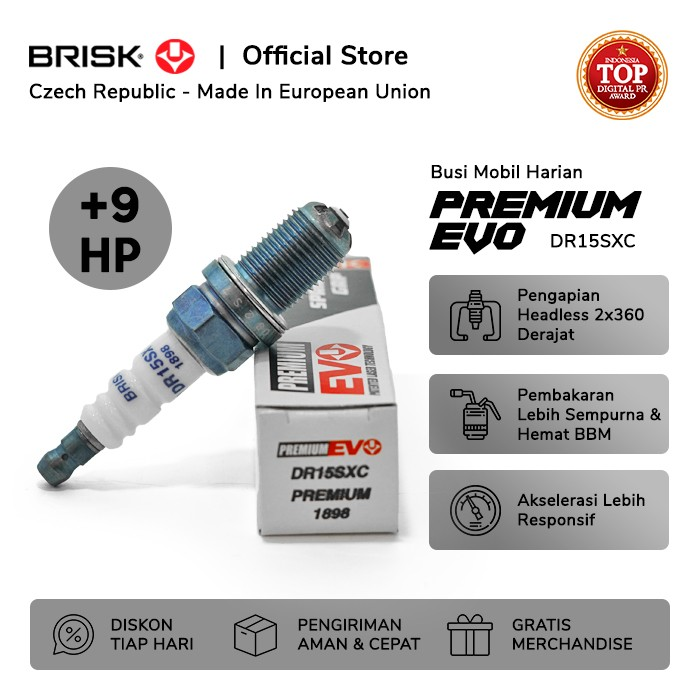 BRISK® | Official Store
Czech Republic - Made In European Union
INDONESIA
TOP
DIGITAL PR
AWARD
+9
HP
Busi Mobil Harian
PREMIUM
EVO DR15SXC
Pengapian
Headless 2x360
Derajat
Pembakaran
Lebih Sempurna &
Hemat BBM
Akselerasi Lebih
Responsif
PREMIUM
EVO
PREMIUM EVO
DR15SXC
PREMIUM
1898
DISKON
TIAP HARI
PENGIRIMAN
AMAN & CEPAT
GRATIS
MERCHANDISE